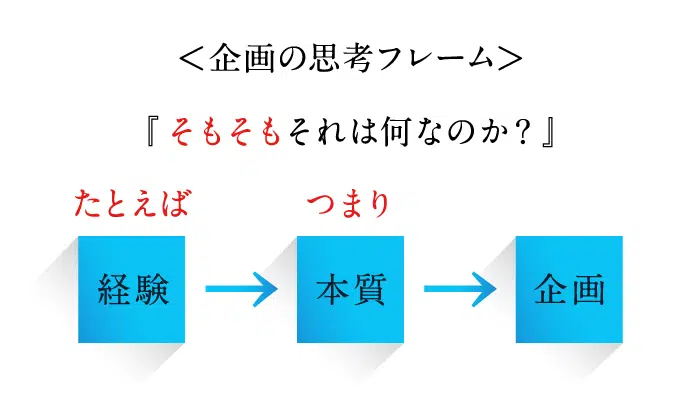 ＜企画の思考フレーム＞
『そもそもそれは何なのか？』
たとえば つまり
経験 → 本質 → 企画